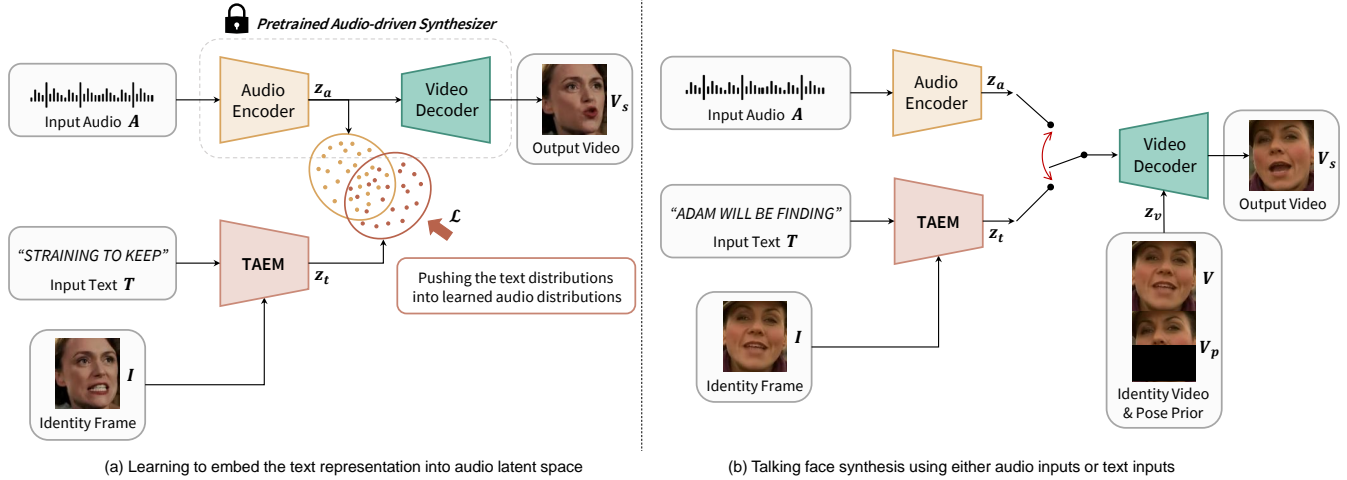 Pretrained Audio-driven Synthesizer
Input Audio A
Audio
Encoder
z_a
Video
Decoder
V_s
Output Video
ℒ
“STRAINING TO KEEP”
Input Text T
TAEM
z_t
Pushing the text distributions
into learned audio distributions
I
Identity Frame
(a) Learning to embed the text representation into audio latent space
Input Audio A
Audio
Encoder
z_a
“ADAM WILL BE FINDING”
Input Text T
TAEM
z_t
Video
Decoder
V_s
Output Video
z_v
I
Identity Frame
V
V_p
Identity Video
& Pose Prior
(b) Talking face synthesis using either audio inputs or text inputs